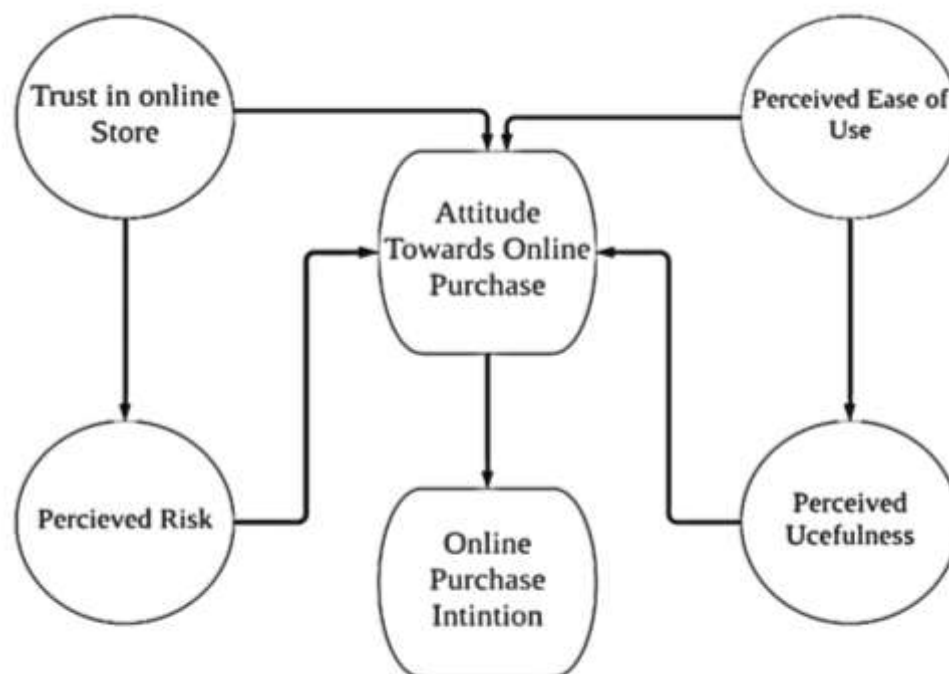 Trust in online
Store
Perceived Ease of
Use
Attitude
Towards Online
Purchase
Percieved Risk
Perceived
Ucefulness
Online
Purchase
Intintion